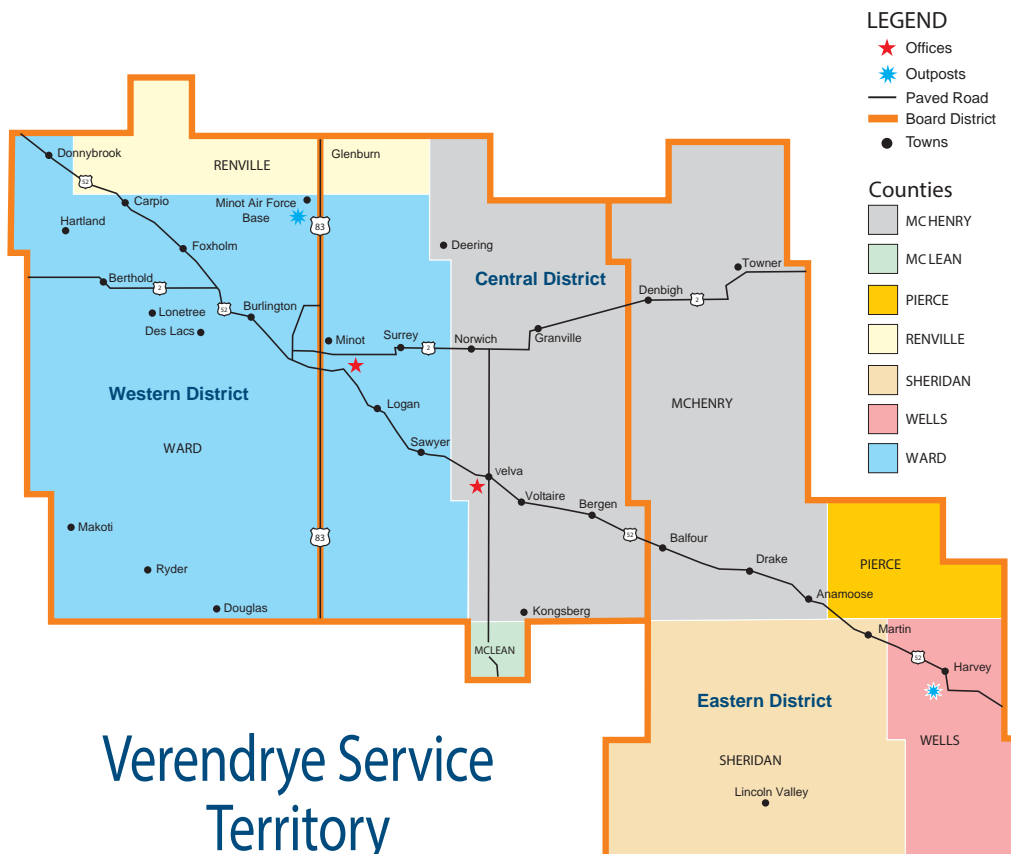 LEGEND
Offices
Outposts
Paved Road
Board District
Towns
Counties
MCHENRY
MCLEAN
PIERCE
RENVILLE
SHERIDAN
WELLS
WARD
Donnybrook
52
RENVILLE
Glenburn
Carpio
Minot Air Force
Base
Hartland
83
Foxholm
Deering
Central District
Towner
Berthold
2
Denbigh
2
Lonetree
52
Burlington
Des Lacs
Minot
Surrey
2
Norwich
Granville
Western District
Logan
MCHENRY
WARD
Sawyer
Velva
Voltaire
Bergen
Makoti
83
52
Balfour
Ryder
Drake
PIERCE
Douglas
Kongsberg
Anamoose
Martin
MCLEAN
52
Harvey
Eastern District
WELLS
SHERIDAN
Lincoln Valley
Verendrye Service
Territory